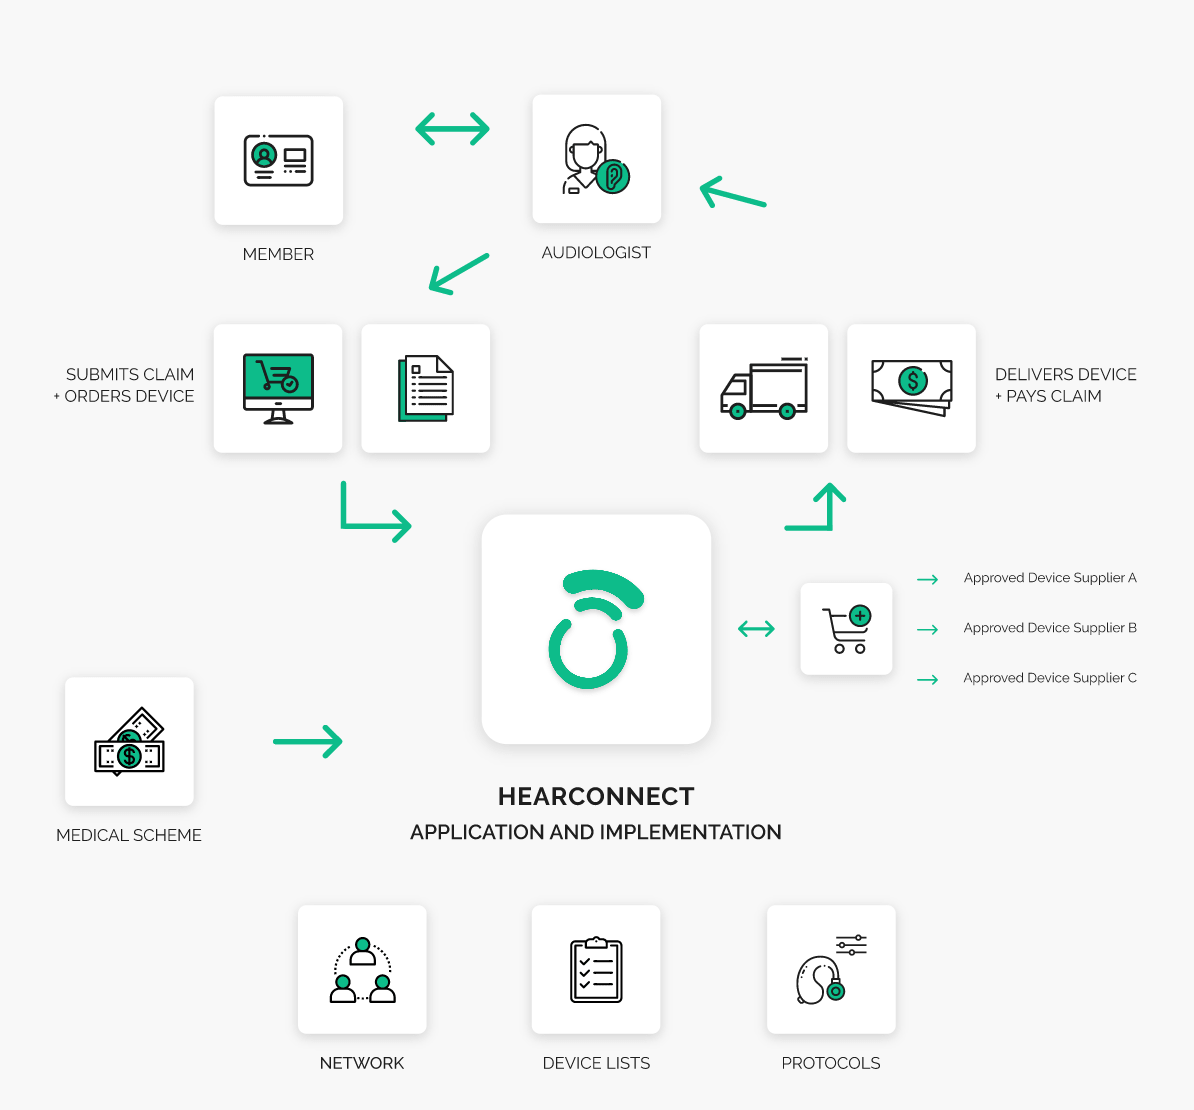 MEMBER
AUDIOLOGIST
SUBMITS CLAIM
+ ORDERS DEVICE
DELIVERS DEVICE
+ PAYS CLAIM
Approved Device Supplier A
Approved Device Supplier B
Approved Device Supplier C
MEDICAL SCHEME
HEARCONNECT
APPLICATION AND IMPLEMENTATION
NETWORK
DEVICE LISTS
PROTOCOLS